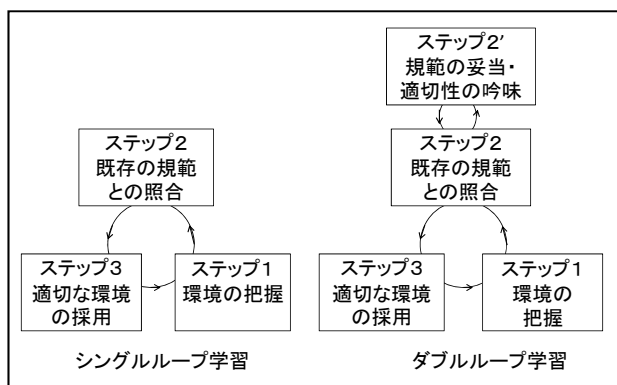 ステップ2
既存の規範
との照合
ステップ3
適切な環境
の採用
ステップ1
環境の把握
シングルループ学習
ステップ2'
規範の妥当・
適切性の吟味
ステップ2
既存の規範
との照合
ステップ3
適切な環境
の採用
ステップ1
環境の
把握
ダブルループ学習